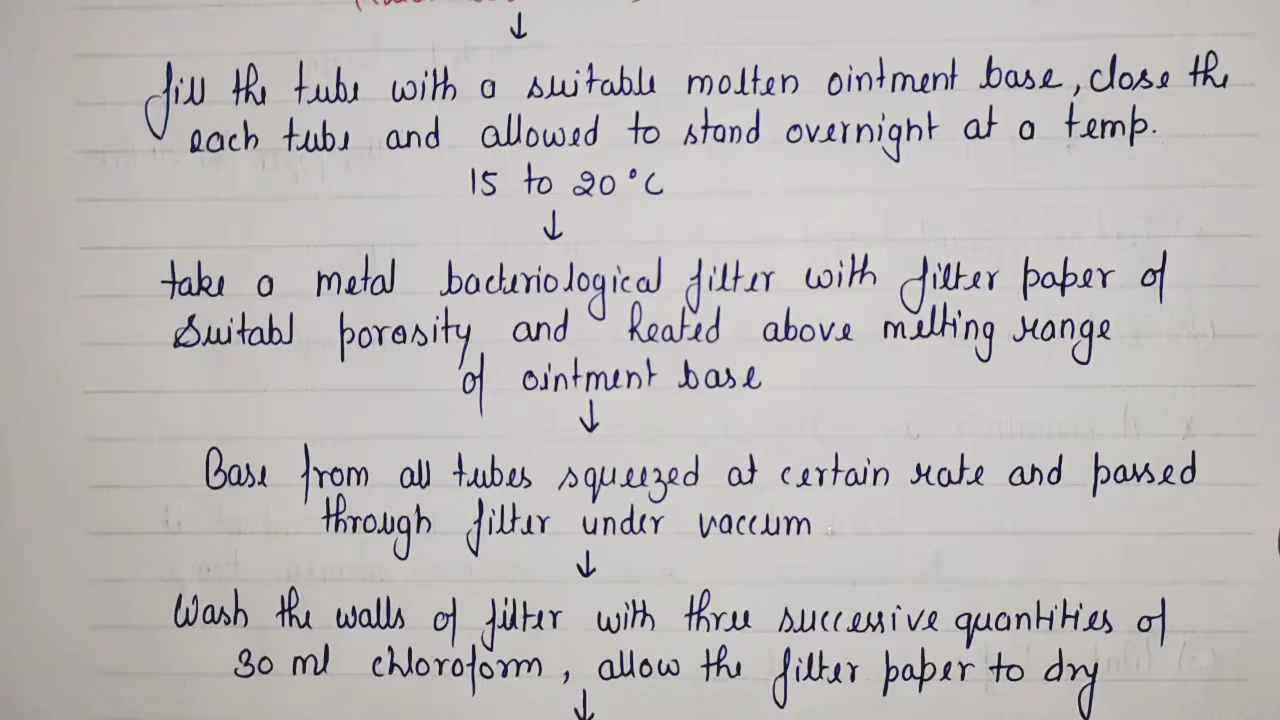 ↓
fill the tube with a suitable molten ointment base, close the
each tube and allowed to stand overnight at a temp.
15 to 20°C
↓
take a metal bacteriological filter with filter paper of
Suitabl porosity and heated above melting range
of ointment base
↓
Base from all tubes squeezed at certain rate and passed
through filter under vaccum
↓
Wash the walls of filter with three successive quantities of
30 ml chloroform, allow the filter paper to dry
↓